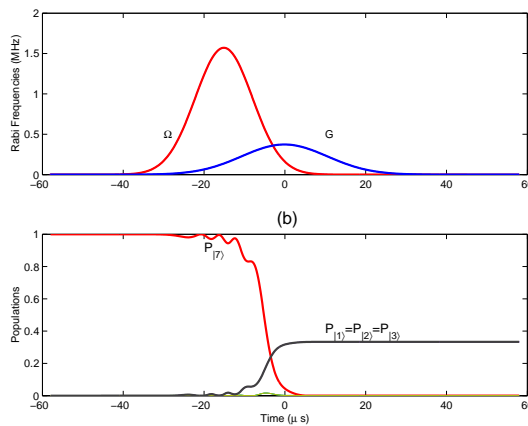 2
1.5
1
0.5
0
Rabi Frequencies (MHz)
Ω
G
−60 −40 −20 0 20 40 6
(b)
1
0.8
0.6
0.4
0.2
0
Populations
P|7⟩
P|1⟩=P|2⟩=P|3⟩
−60 −40 −20 0 20 40 6
Time (μ s)